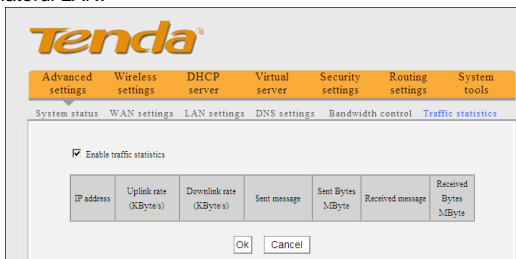 Tenda
Advanced settings
Wireless settings
DHCP server
Virtual server
Security settings
Routing settings
System tools
System status WAN settings LAN settings DNS settings Bandwidth control Traffic statistics
Enable traffic statistics
IP address
Uplink rate (KByte/s)
Downlink rate (KByte/s)
Sent message
Sent Bytes MByte
Received message
Received Bytes MByte
Ok Cancel